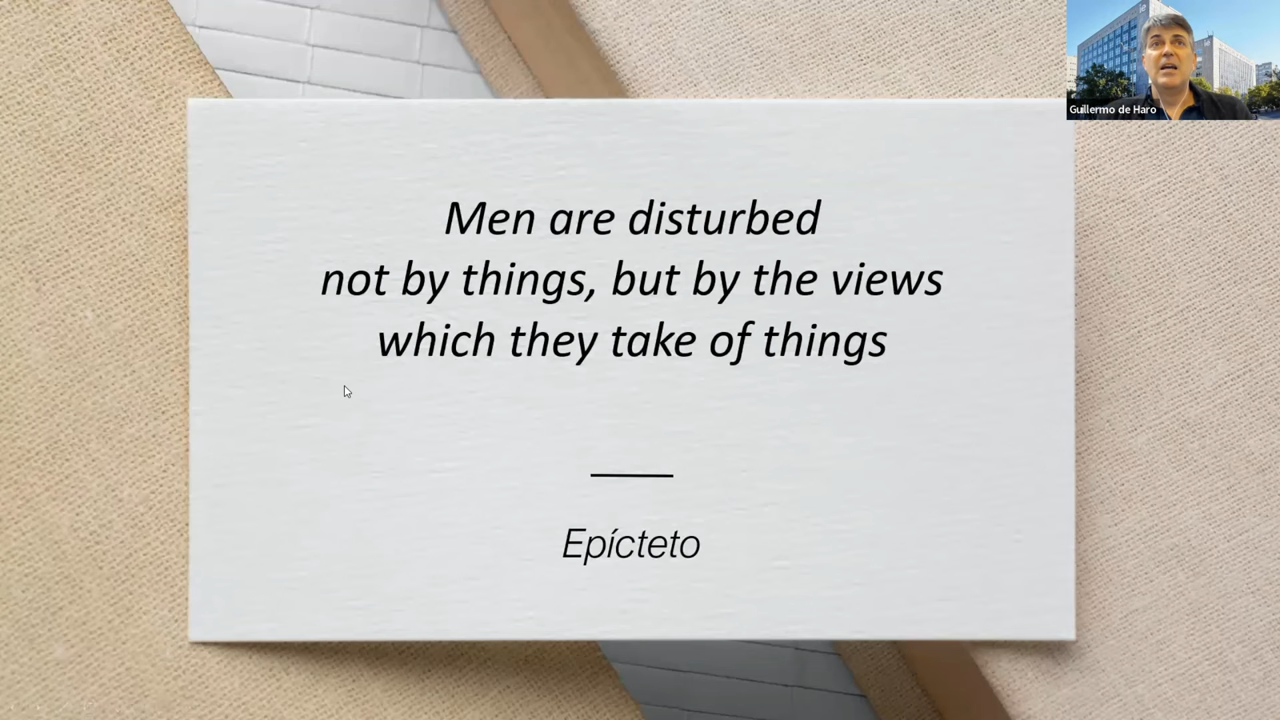 Men are disturbed
not by things, but by the views
which they take of things
Epícteto
Guillermo de Haro